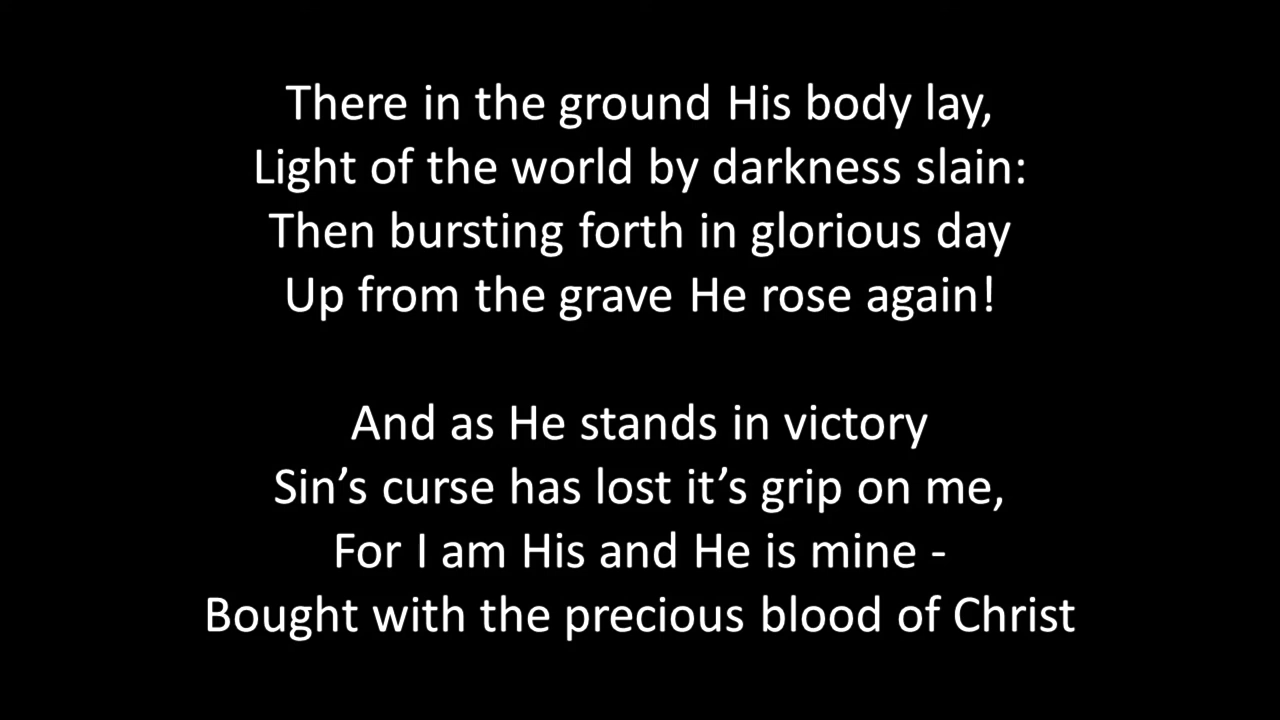 There in the ground His body lay,
Light of the world by darkness slain:
Then bursting forth in glorious day
Up from the grave He rose again!
And as He stands in victory
Sin’s curse has lost it’s grip on me,
For I am His and He is mine -
Bought with the precious blood of Christ